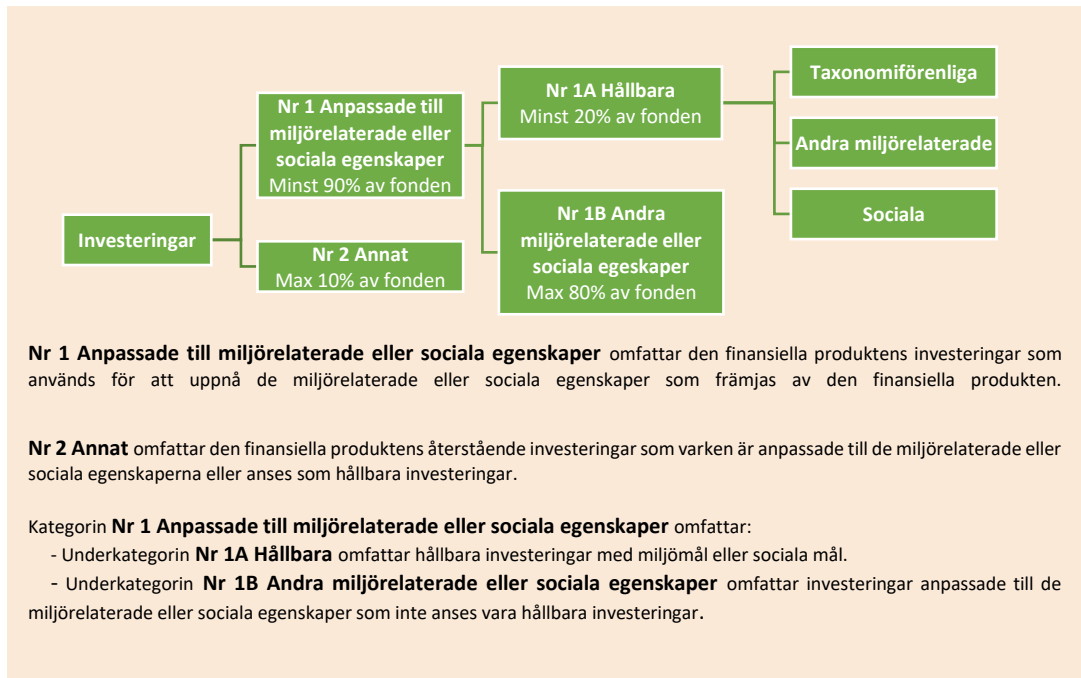 Investeringar
Nr 1 Anpassade till
miljörelaterade eller
sociala egenskaper
Minst 90% av fonden
Nr 2 Annat
Max 10% av fonden
Nr 1A Hållbara
Minst 20% av fonden
Nr 1B Andra
miljörelaterade eller
sociala egeskaper
Max 80% av fonden
Taxonomiförenliga
Andra miljörelaterade
Sociala
Nr 1 Anpassade till miljörelaterade eller sociala egenskaper omfattar den finansiella produktens investeringar som
används för att uppnå de miljörelaterade eller sociala egenskaper som främjas av den finansiella produkten.
Nr 2 Annat omfattar den finansiella produktens återstående investeringar som varken är anpassade till de miljörelaterade eller
sociala egenskaperna eller anses som hållbara investeringar.
Kategorin Nr 1 Anpassade till miljörelaterade eller sociala egenskaper omfattar:
- Underkategorin Nr 1A Hållbara omfattar hållbara investeringar med miljömål eller sociala mål.
- Underkategorin Nr 1B Andra miljörelaterade eller sociala egenskaper omfattar investeringar anpassade till de
miljörelaterade eller sociala egenskaper som inte anses vara hållbara investeringar.